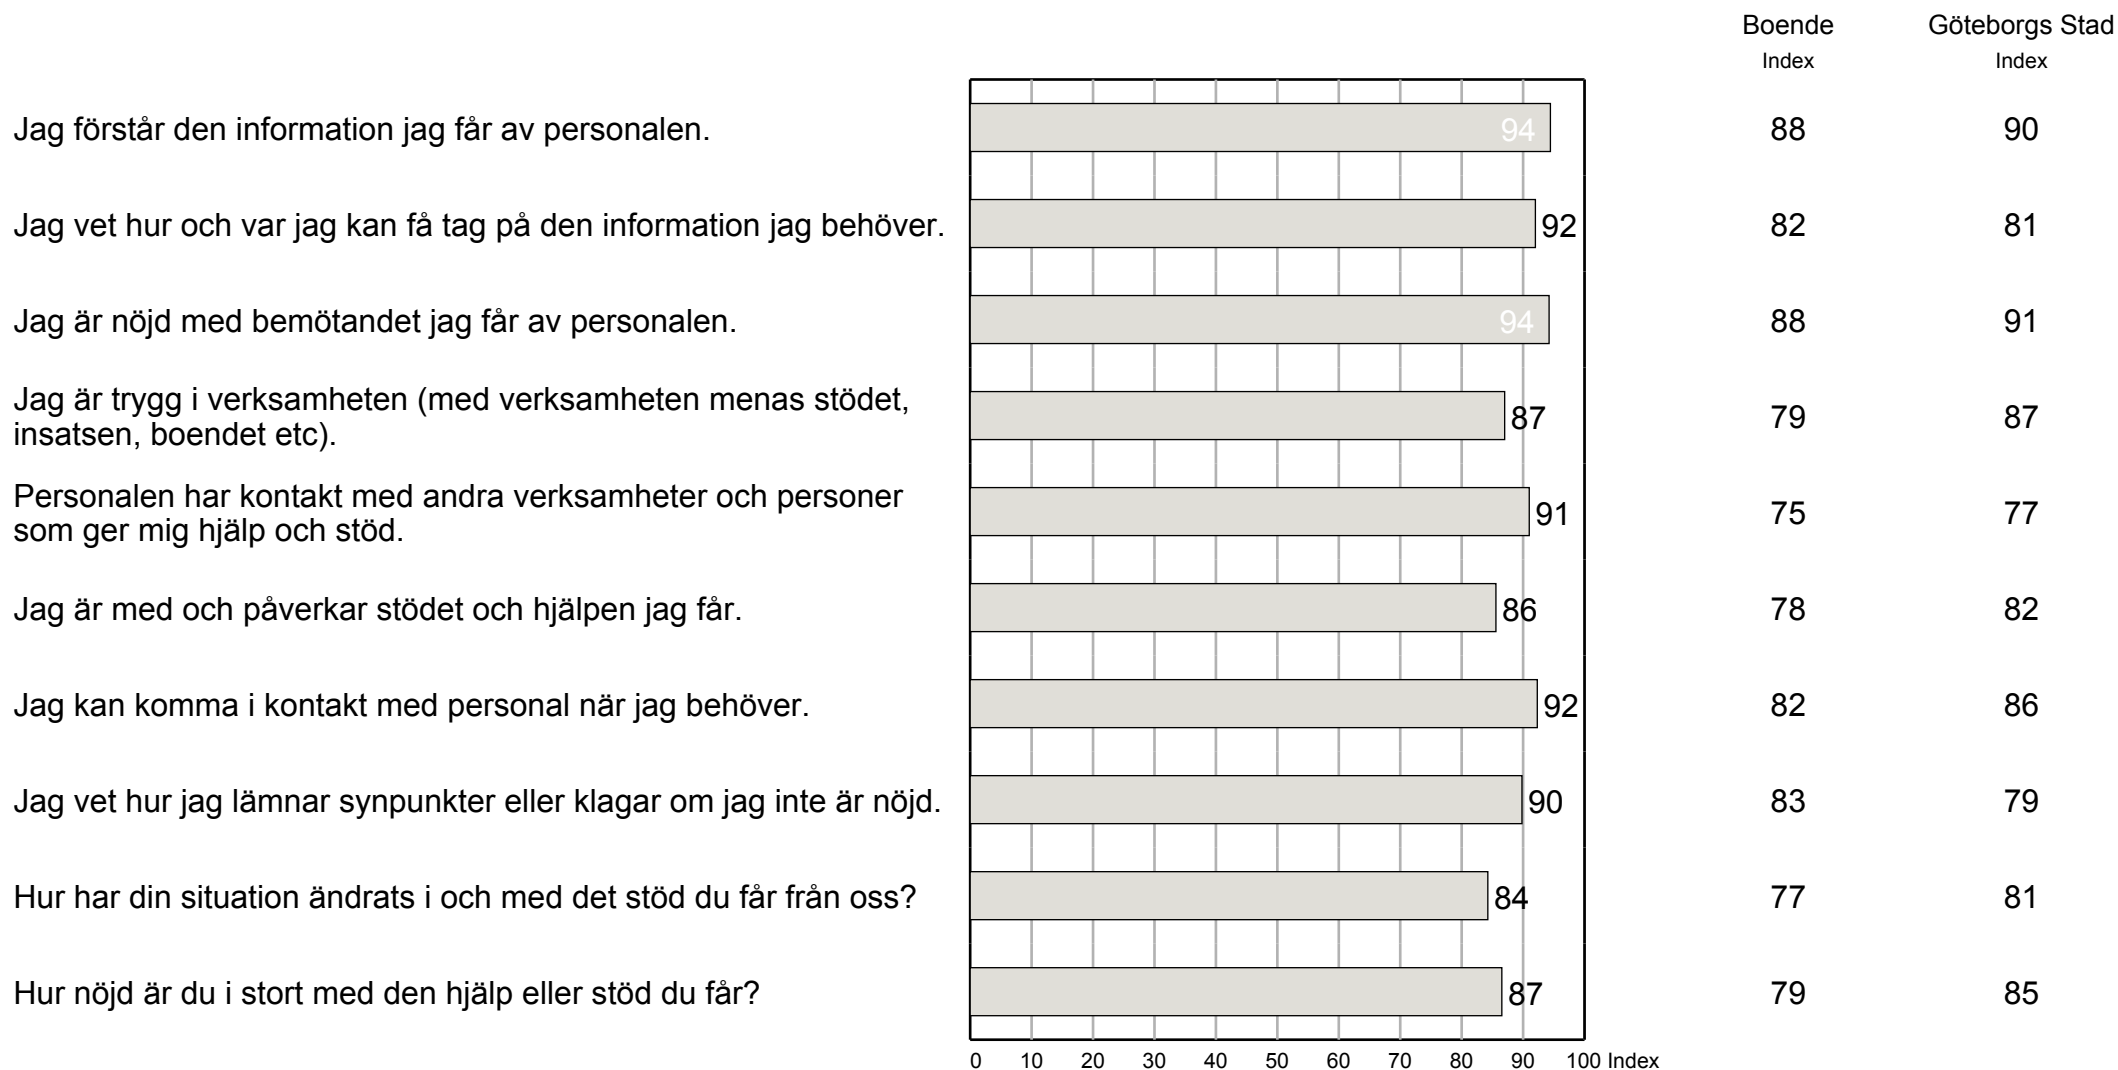 Boende Göteborgs Stad
Index Index
Jag förstår den information jag får av personalen. 94 88 90
Jag vet hur och var jag kan få tag på den information jag behöver. 92 82 81
Jag är nöjd med bemötandet jag får av personalen. 94 88 91
Jag är trygg i verksamheten (med verksamheten menas stödet,
insatsen, boendet etc). 87 79 87
Personalen har kontakt med andra verksamheter och personer
som ger mig hjälp och stöd. 91 75 77
Jag är med och påverkar stödet och hjälpen jag får. 86 78 82
Jag kan komma i kontakt med personal när jag behöver. 92 82 86
Jag vet hur jag lämnar synpunkter eller klagar om jag inte är nöjd. 90 83 79
Hur har din situation ändrats i och med det stöd du får från oss? 84 77 81
Hur nöjd är du i stort med den hjälp eller stöd du får? 87 79 85
0 10 20 30 40 50 60 70 80 90 100 Index